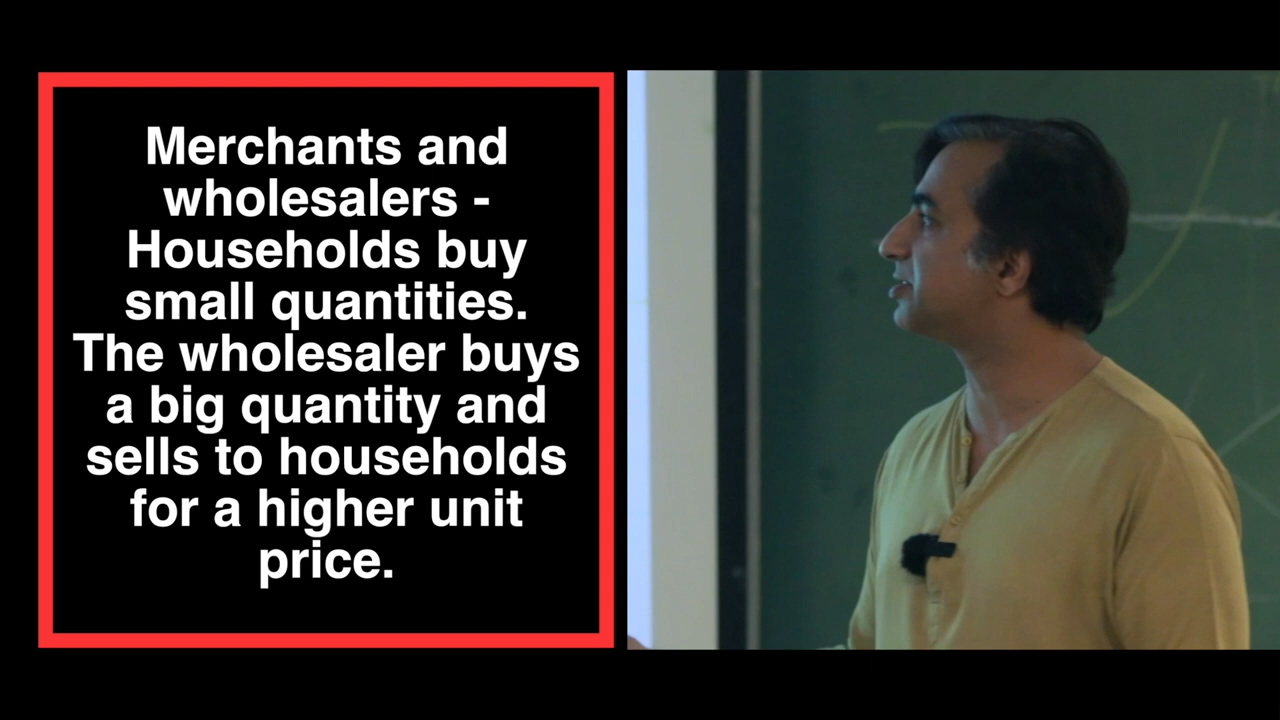 Merchants and
wholesalers -
Households buy
small quantities.
The wholesaler buys
a big quantity and
sells to households
for a higher unit
price.